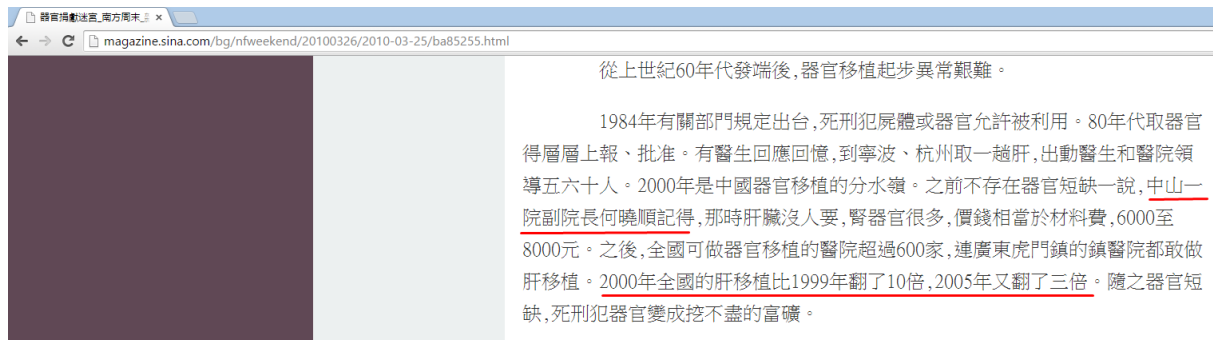 器官捐獻迷宮_南方周末_
magazine.sina.com/bg/nfweekend/20100326/2010-03-25/ba85255.html
從上世紀60年代發端後,器官移植起步異常艱難。
1984年有關部門規定出台,死刑犯屍體或器官允許被利用。80年代取器官
得層層上報、批准。有醫生回應回憶,到寧波、杭州取一趟肝,出動醫生和醫院領
導五六十人。2000年是中國器官移植的分水嶺。之前不存在器官短缺一說,中山一
院副院長何曉順記得,那時肝臟沒人要,腎器官很多,價錢相當於材料費,6000至
8000元。之後,全國可做器官移植的醫院超過600家,連廣東虎門鎮的鎮醫院都敢做
肝移植。2000年全國的肝移植比1999年翻了10倍,2005年又翻了三倍。隨之器官短
缺,死刑犯器官變成挖不盡的富礦。